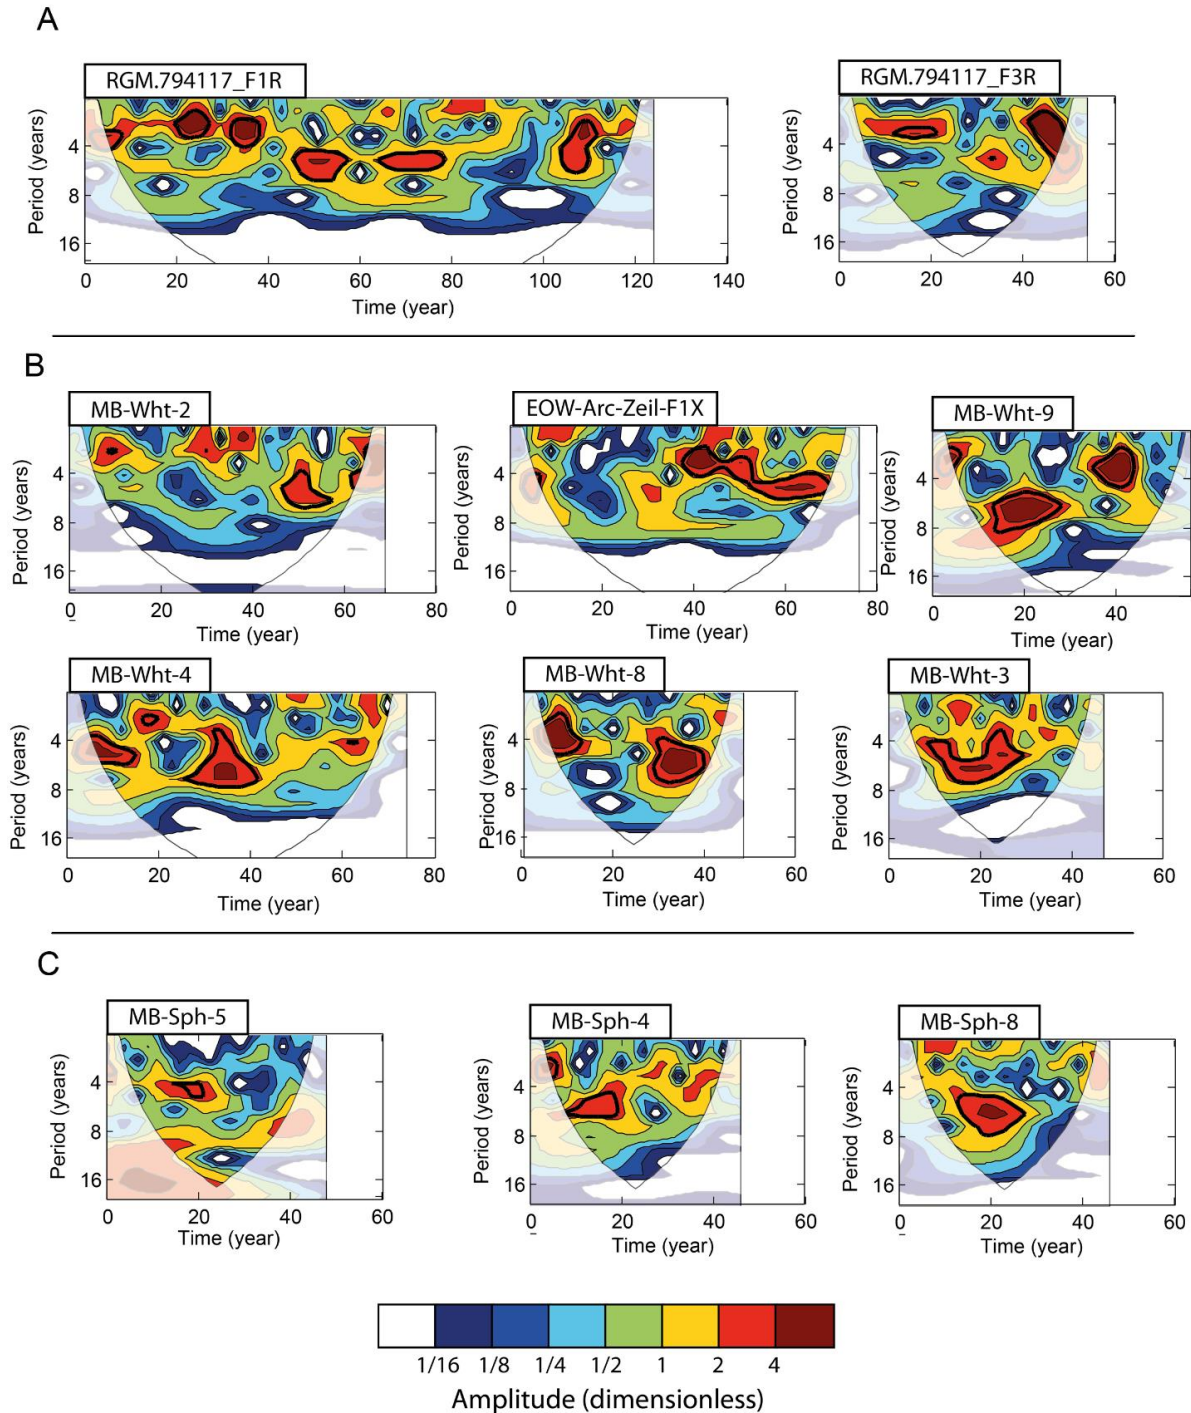 A
RGM.794117_F1R
RGM.794117_F3R
Period (years)
4
8
16
0 20 40 60 80 100 120 140
Time (year)
Period (years)
4
8
16
0 20 40 60
Time (year)
B
MB-Wht-2
EOW-Arc-Zeil-F1X
MB-Wht-9
Period (years)
4
8
16
0 20 40 60 80
Time (year)
Period (years)
4
8
16
0 20 40 60 80
Time (year)
Period (years)
4
8
16
0 20 40
Time (year)
MB-Wht-4
MB-Wht-8
MB-Wht-3
Period (years)
4
8
16
0 20 40 60 80
Time (year)
Period (years)
4
8
16
0 20 40 60
Time (year)
Period (years)
4
8
16
0 20 40 60
Time (year)
C
MB-Sph-5
MB-Sph-4
MB-Sph-8
Period (years)
4
8
16
0 20 40 60
Time (year)
Period (years)
4
8
16
0 20 40 60
Time (year)
Period (years)
4
8
16
0 20 40 60
Time (year)
1/16 1/8 1/4 1/2 1 2 4
Amplitude (dimensionless)